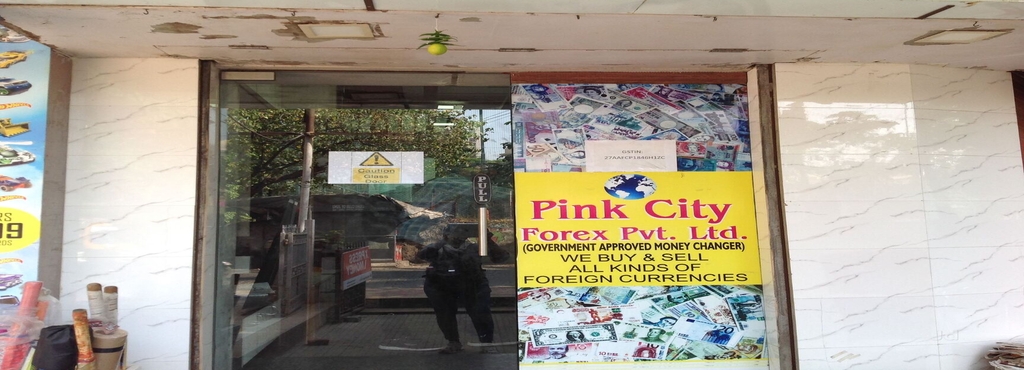 Caution
Glass
Door
PULL
GSTIN:
Pink City
Forex Pvt. Ltd.
(GOVERNMENT APPROVED MONEY CHANGER)
WE BUY & SELL
ALL KINDS OF
FOREIGN CURRENCIES